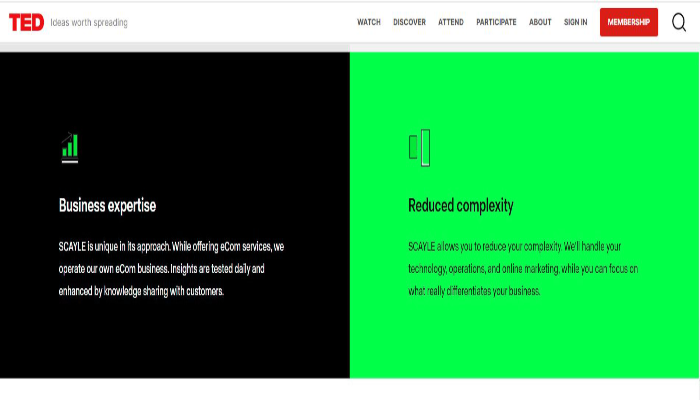 TED Ideas worth spreading
WATCH DISCOVER ATTEND PARTICIPATE ABOUT SIGN IN MEMBERSHIP
Business expertise
SCAYLE is unique in its approach. While offering eCom services, we
operate our own eCom business. Insights are tested daily and
enhanced by knowledge sharing with customers.
Reduced complexity
SCAYLE allows you to reduce your complexity. We'll handle your
technology, operations, and online marketing, while you can focus on
what really differentiates your business.